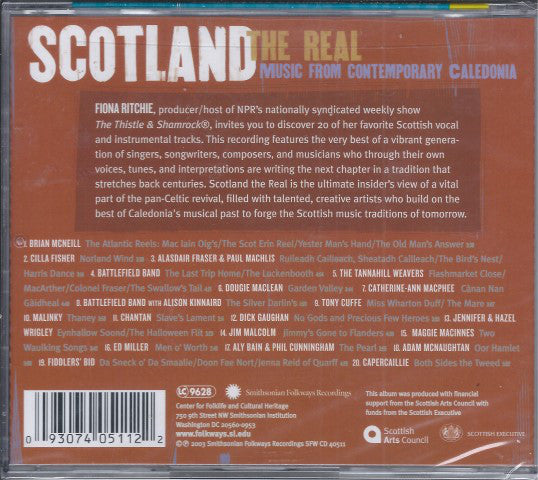 SCOTLAND THE REAL
MUSIC FROM CONTEMPORARY CALEDONIA
FIONA RITCHIE, producer/host of NPR's nationally syndicated weekly show
The Thistle & Shamrock®, invites you to discover 20 of her favorite Scottish vocal
and instrumental tracks. This recording features the very best of a vibrant genera-
tion of singers, songwriters, composers, and musicians who through their own
voices, tunes, and interpretations are writing the next chapter in a tradition that
stretches back centuries. Scotland the Real is the ultimate insider's view of a vital
part of the pan-Celtic revival, filled with talented, creative artists who build on the
best of Caledonia's musical past to forge the Scottish music traditions of tomorrow.
1. BRIAN MCNEILL The Atlantic Reels: Mac Iain Oig's/The Scot Erin Reel/Yester Man's Hand/The Old Man's Answer
2. CILLA FISHER Norland Wind 3. ALASDAIR FRASER & PAUL MACHLIS Ruileadh Cailleach, Sheatadh Cailleach/The Bird's Nest/
Harris Dance 4. BATTLEFIELD BAND The Last Trip Home/The Luckenbooth 5. THE TANNAHILL WEAVERS Flashmarket Close/
MacArther/Colonel Fraser/The Swallow's Tail 6. DOUGIE MACLEAN Garden Valley 7. CATHERINE-ANN MACPHEE Cànan Nan
Gàidheal 8. BATTLEFIELD BAND WITH ALISON KINNAIRD The Silver Darlin's 9. TONY CUFFE Miss Wharton Duff/The Mare
10. MALINKY Thaney 11. CHANTAN Slave's Lament 12. DICK GAUGHAN No Gods and Precious Few Heroes 13. JENNIFER & HAZEL
WRIGLEY Eynhallow Sound/The Halloween Flit 14. JIM MALCOLM Jimmy's Gone to Flanders 15. MAGGIE MACINNES Two
Waulking Songs 16. ED MILLER Men o' Worth 17. ALY BAIN & PHIL CUNNINGHAM The Pearl 18. ADAM MCNAUGHTAN Oor Hamlet
19. FIDDLERS' BID Da Sneck o' Da Smaalie/Doon Fee Nort/Jenna Reid of Quarff 20. CAPERCAILLIE Both Sides the Tweed
LC 9628
Smithsonian Folkways Recordings
Center for Folklife and Cultural Heritage
750 9th Street NW Smithsonian Institution
Washington DC 20560-0953
www.folkways.si.edu
© ℗ 2003 Smithsonian Folkways Recordings SFW CD 40511
This album was produced with financial
support from the Scottish Arts Council with
funds from the Scottish Executive
Scottish
Arts Council
SCOTTISH EXECUTIVE
0 93074 05112 2